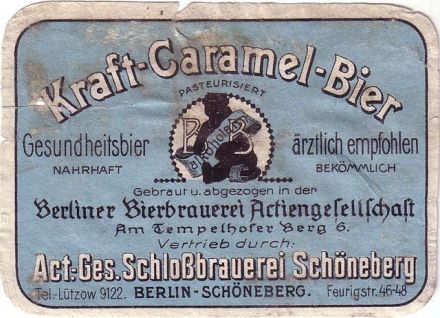 Kraft-Caramel-Bier
PASTEURISIERT
Gesundheitsbier
NAHRHAFT
B B
alkoholarm
ärztlich empfohlen
BEKÖMMLICH
Gebraut u. abgezogen in der
Berliner Bierbrauerei Actiengesellschaft
Am Tempelhofer Berg 6.
Vertrieb durch:
Act.-Ges. Schloßbrauerei Schöneberg
Tel.-Lützow 9122. BERLIN-SCHÖNEBERG. Feurigstr. 46-48